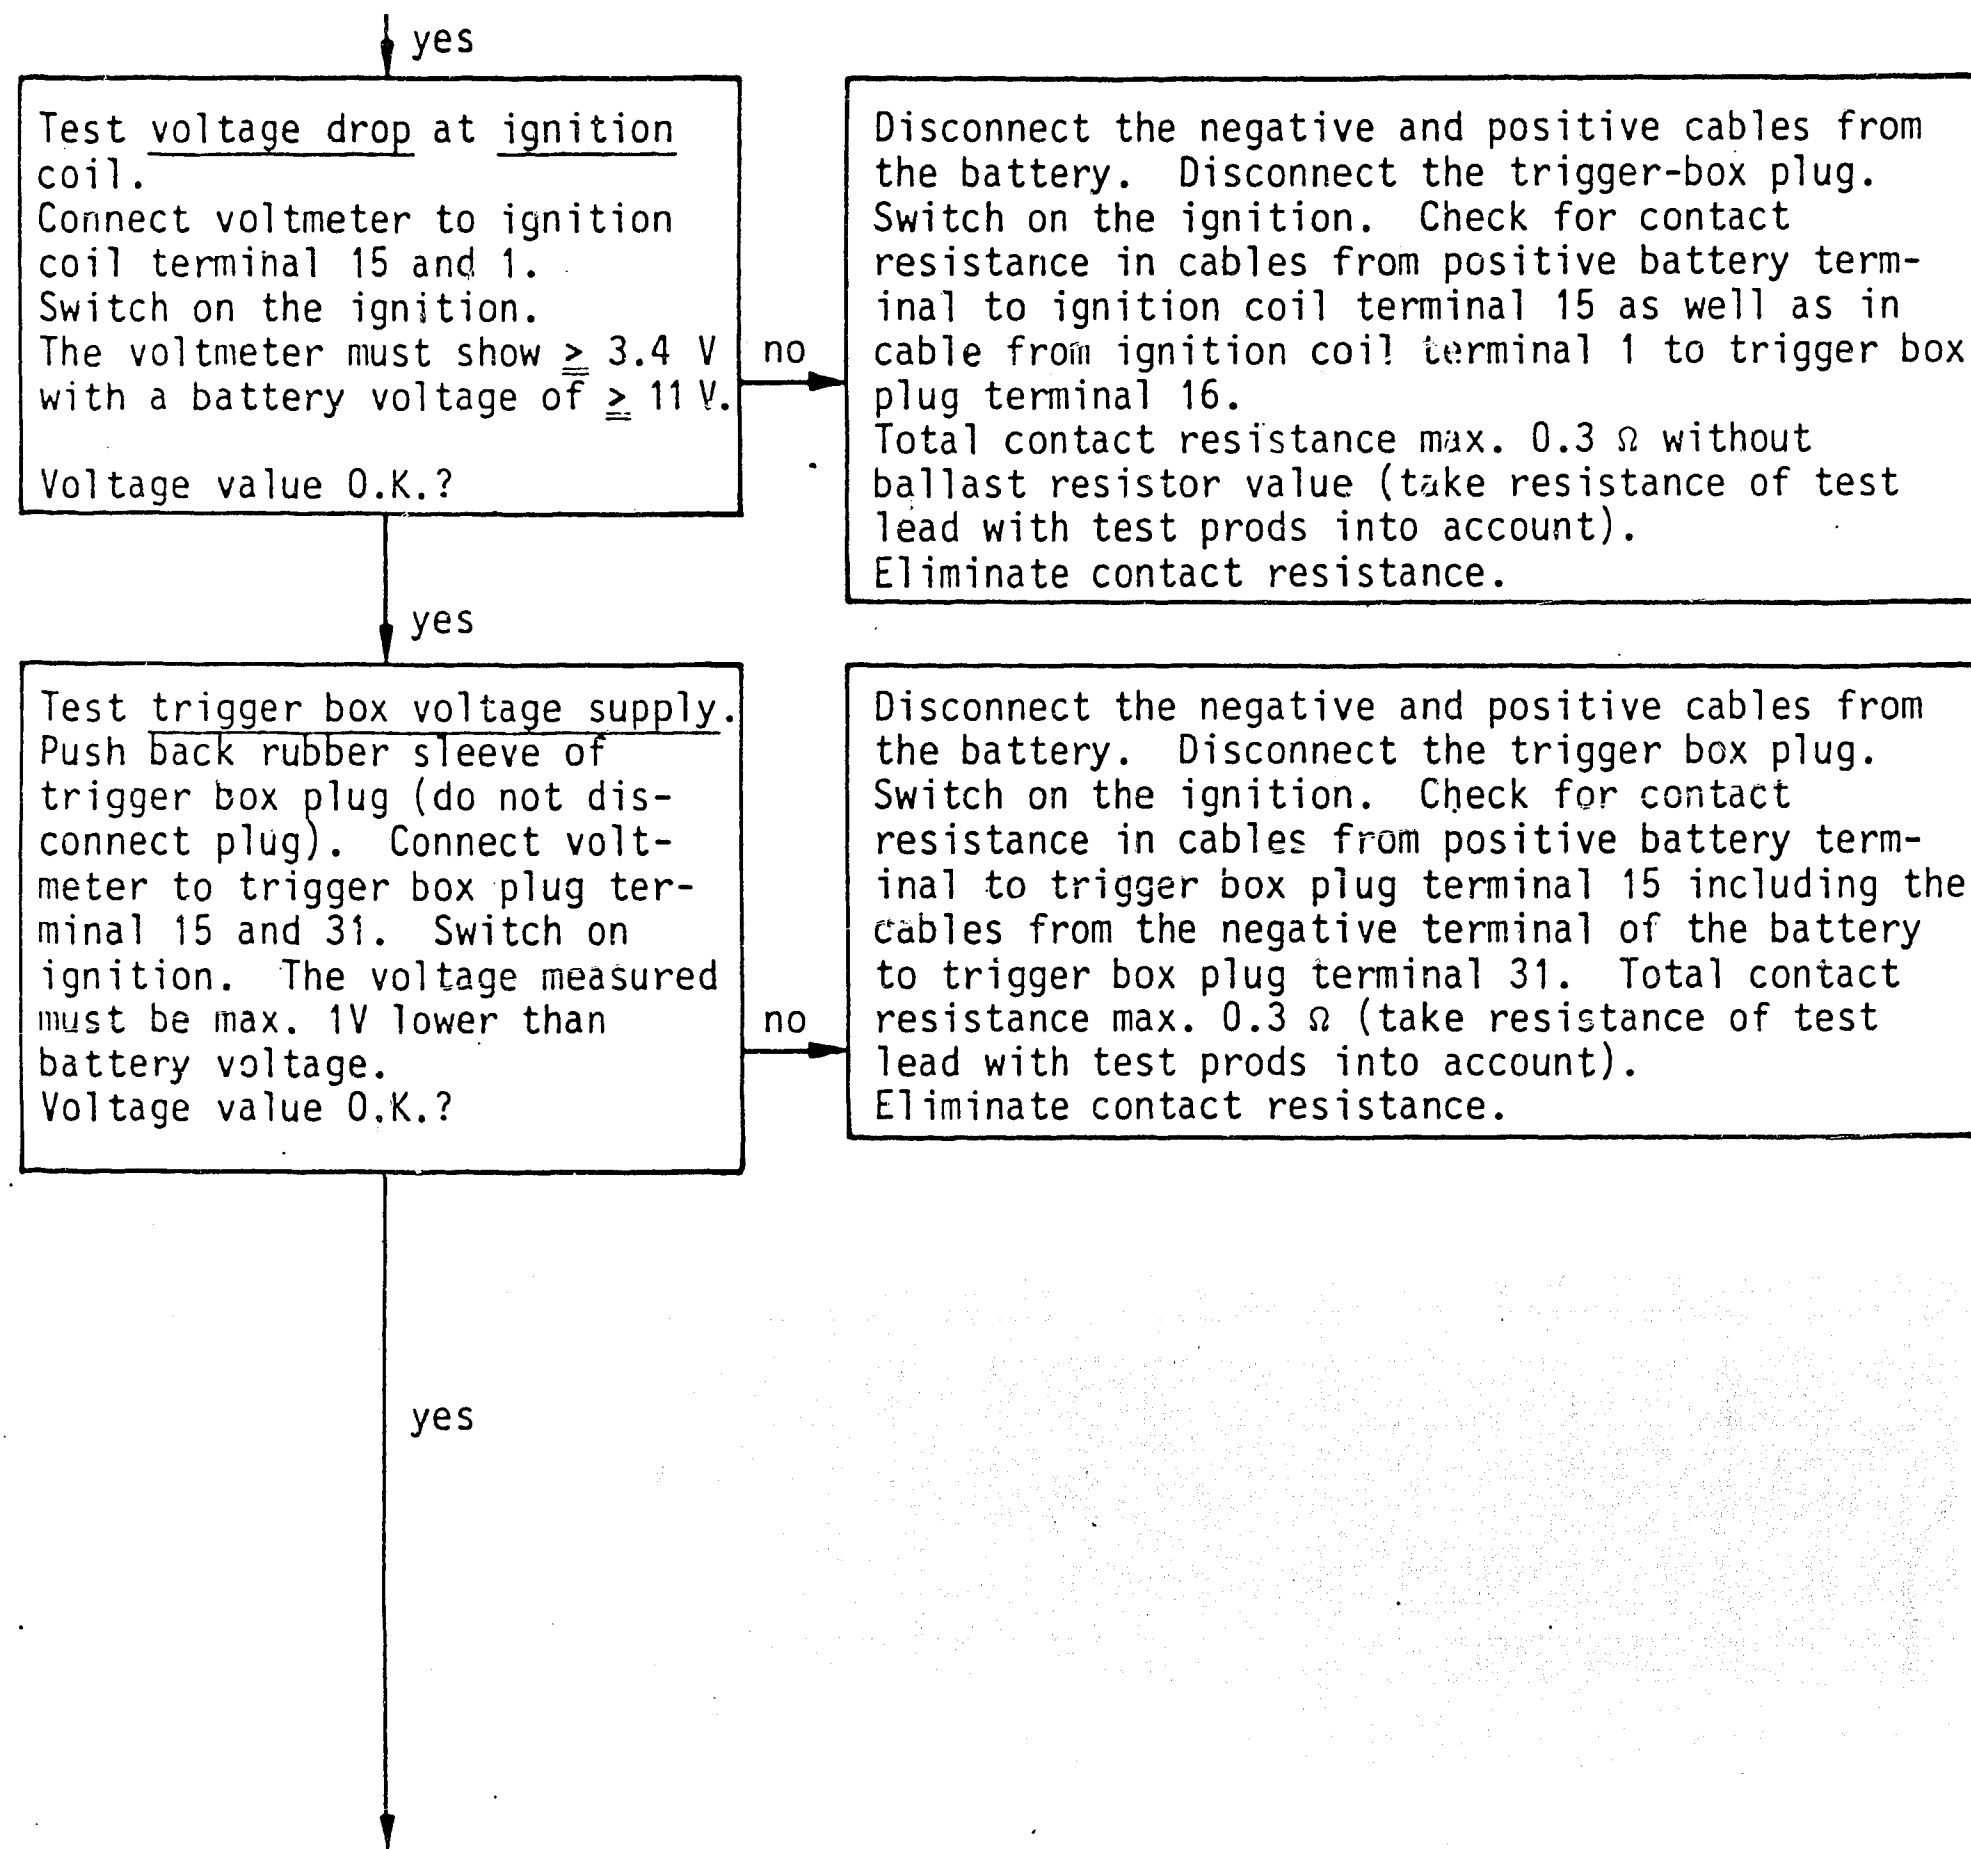 yes
Test voltage drop at ignition
coil.
Connect voltmeter to ignition
coil terminal 15 and 1.
Switch on the ignition.
The voltmeter must show ≥ 3.4 V
with a battery voltage of ≥ 11 V.
Voltage value O.K.?
no
Disconnect the negative and positive cables from
the battery. Disconnect the trigger-box plug.
Switch on the ignition. Check for contact
resistance in cables from positive battery term-
inal to ignition coil terminal 15 as well as in
cable from ignition coil terminal 1 to trigger box
plug terminal 16.
Total contact resistance max. 0.3 Ω without
ballast resistor value (take resistance of test
lead with test prods into account).
Eliminate contact resistance.
yes
Test trigger box voltage supply.
Push back rubber sleeve of
trigger box plug (do not dis-
connect plug). Connect volt-
meter to trigger box plug ter-
minal 15 and 31. Switch on
ignition. The voltage measured
must be max. 1V lower than
battery voltage.
Voltage value O.K.?
no
Disconnect the negative and positive cables from
the battery. Disconnect the trigger box plug.
Switch on the ignition. Check for contact
resistance in cables from positive battery term-
inal to trigger box plug terminal 15 including the
cables from the negative terminal of the battery
to trigger box plug terminal 31. Total contact
resistance max. 0.3 Ω (take resistance of test
lead with test prods into account).
Eliminate contact resistance.
yes